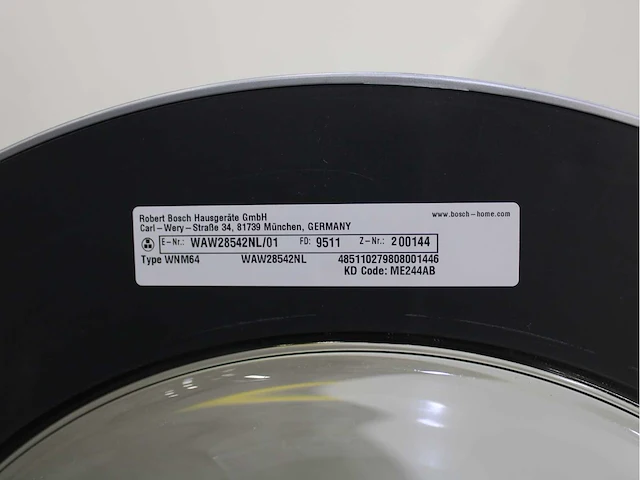 Robert Bosch Hausgeräte GmbH www.bosch-home.com
Carl-Wery-Straße 34, 81739 München, GERMANY
E-Nr.: WAW28542NL/01 FD: 9511 Z-Nr.: 200144
Type WNM64 WAW28542NL 485110279808001446
KD Code: ME244AB